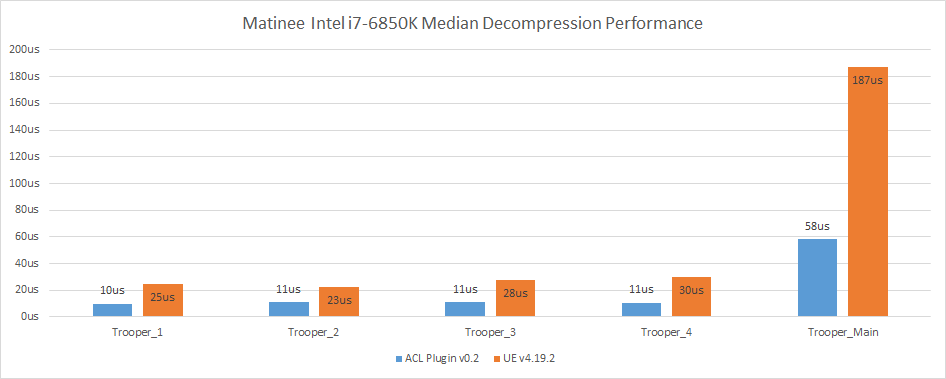 Matinee Intel i7-6850K Median Decompression Performance
200us
180us
160us
140us
120us
100us
80us
60us
40us
20us
0us
10us
25us
11us
23us
11us
28us
11us
30us
58us
187us
Trooper_1
Trooper_2
Trooper_3
Trooper_4
Trooper_Main
ACL Plugin v0.2
UE v4.19.2